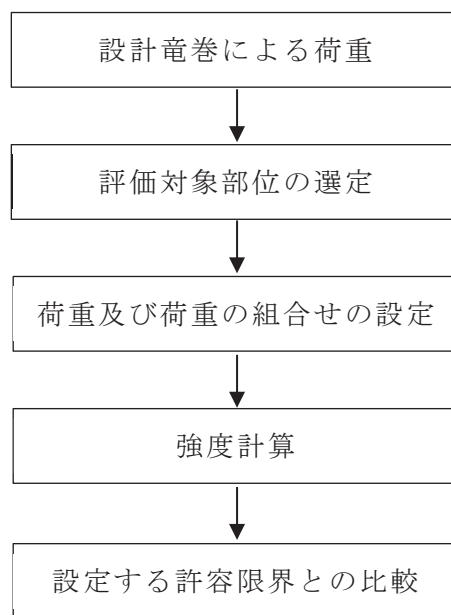 設計竜巻による荷重
評価対象部位の選定
荷重及び荷重の組合せの設定
強度計算
設定する許容限界との比較